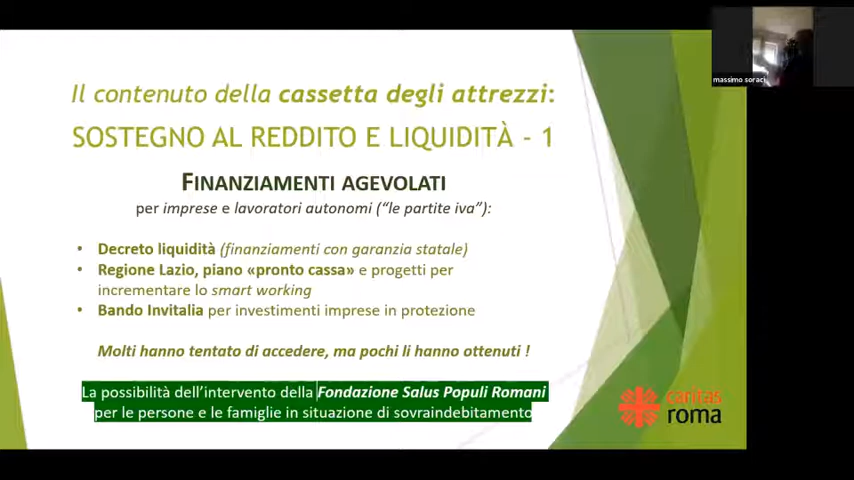 Il contenuto della cassetta degli attrezzi:
SOSTEGNO AL REDDITO E LIQUIDITÀ - 1
FINANZIAMENTI AGEVOLATI
per imprese e lavoratori autonomi (“le partite iva”):
• Decreto liquidità (finanziamenti con garanzia statale)
• Regione Lazio, piano «pronto cassa» e progetti per
incrementare lo smart working
• Bando Invitalia per investimenti imprese in protezione
Molti hanno tentato di accedere, ma pochi li hanno ottenuti !
La possibilità dell’intervento della Fondazione Salus Populi Romani
per le persone e le famiglie in situazione di sovraindebitamento
caritas
roma
massimo soraci